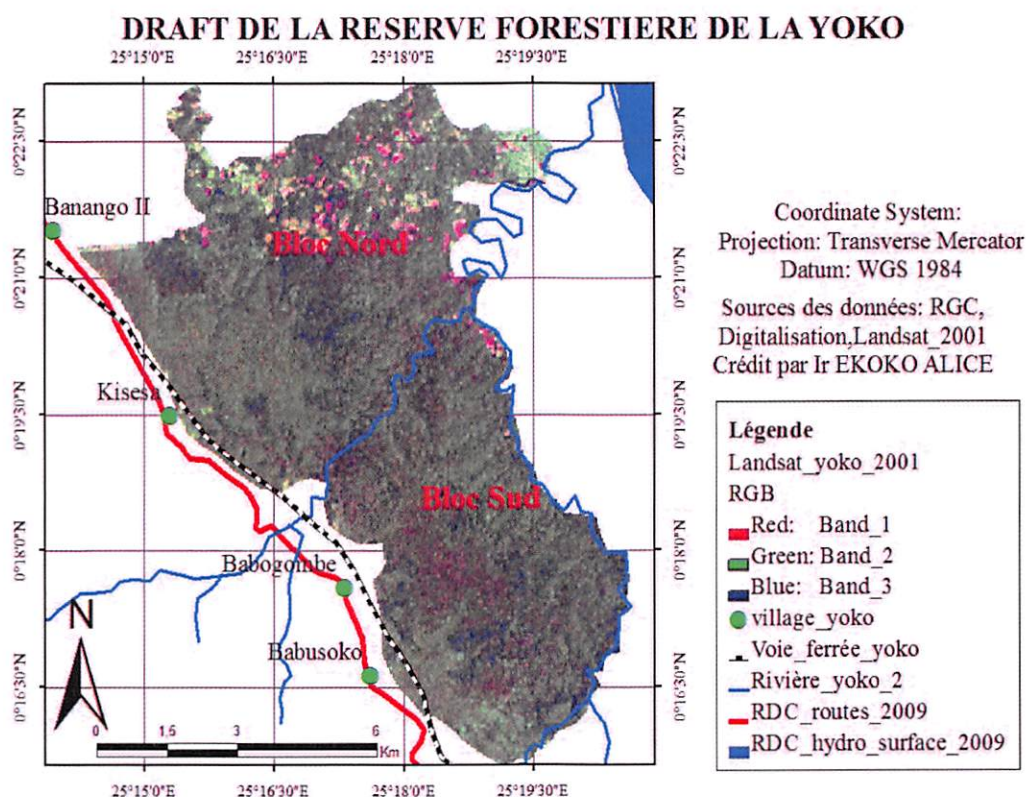 DRAFT DE LA RESERVE FORESTIERE DE LA YOKO
25°15'0"E 25°16'30"E 25°18'0"E 25°19'30"E
0°22'30"N 0°22'30"N
Banango II
Bloc Nord
0°21'0"N 0°21'0"N
Kisesa
0°19'30"N 0°19'30"N
Bloc Sud
0°18'0"N 0°18'0"N
Babogombe
N
Babusoko
0°16'30"N 0°16'30"N
0 1,5 3 6
Km
25°15'0"E 25°16'30"E 25°18'0"E 25°19'30"E
Coordinate System:
Projection: Transverse Mercator
Datum: WGS 1984
Sources des données: RGC,
Digitalisation,Landsat_2001
Crédit par Ir EKOKO ALICE
Légende
Landsat_yoko_2001
RGB
Red: Band_1
Green: Band_2
Blue: Band_3
village_yoko
Voie_ferrée_yoko
Rivière_yoko_2
RDC_routes_2009
RDC_hydro_surface_2009